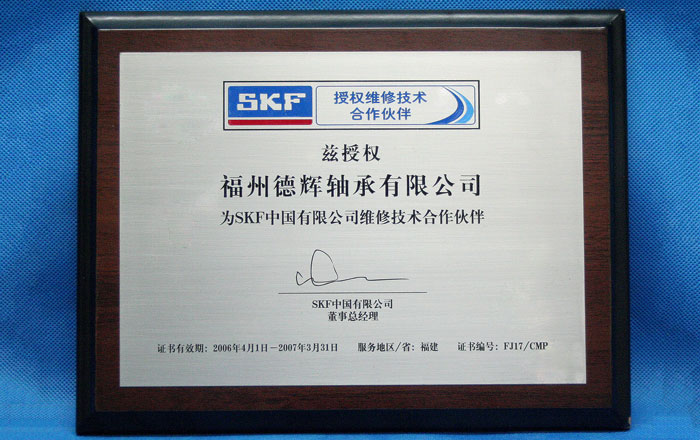 SKF
授权维修技术
合作伙伴
兹授权
福州德辉轴承有限公司
为SKF中国有限公司维修技术合作伙伴
SKF中国有限公司
董事总经理
证书有效期: 2006年4月1日－2007年3月31日 服务地区/省: 福建 证书编号: FJ17/CMP